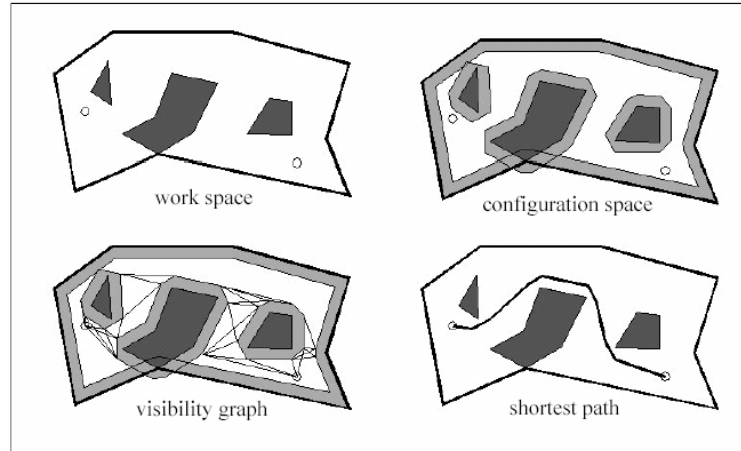 work space
configuration space
visibility graph
shortest path